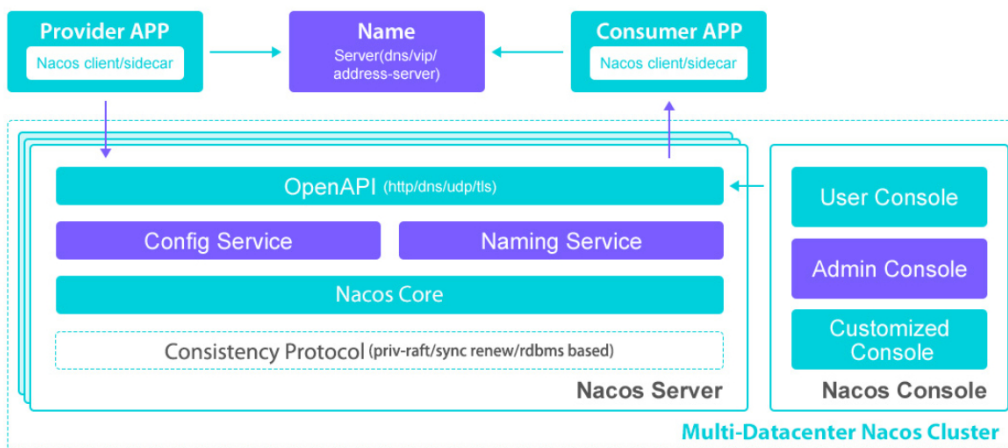 Provider APP
Nacos client/sidecar
Name
Server(dns/vip/
address-server)
Consumer APP
Nacos client/sidecar
OpenAPI (http/dns/udp/tls)
Config Service
Naming Service
Nacos Core
Consistency Protocol (priv-raft/sync renew/rdbms based)
Nacos Server
User Console
Admin Console
Customized
Console
Nacos Console
Multi-Datacenter Nacos Cluster